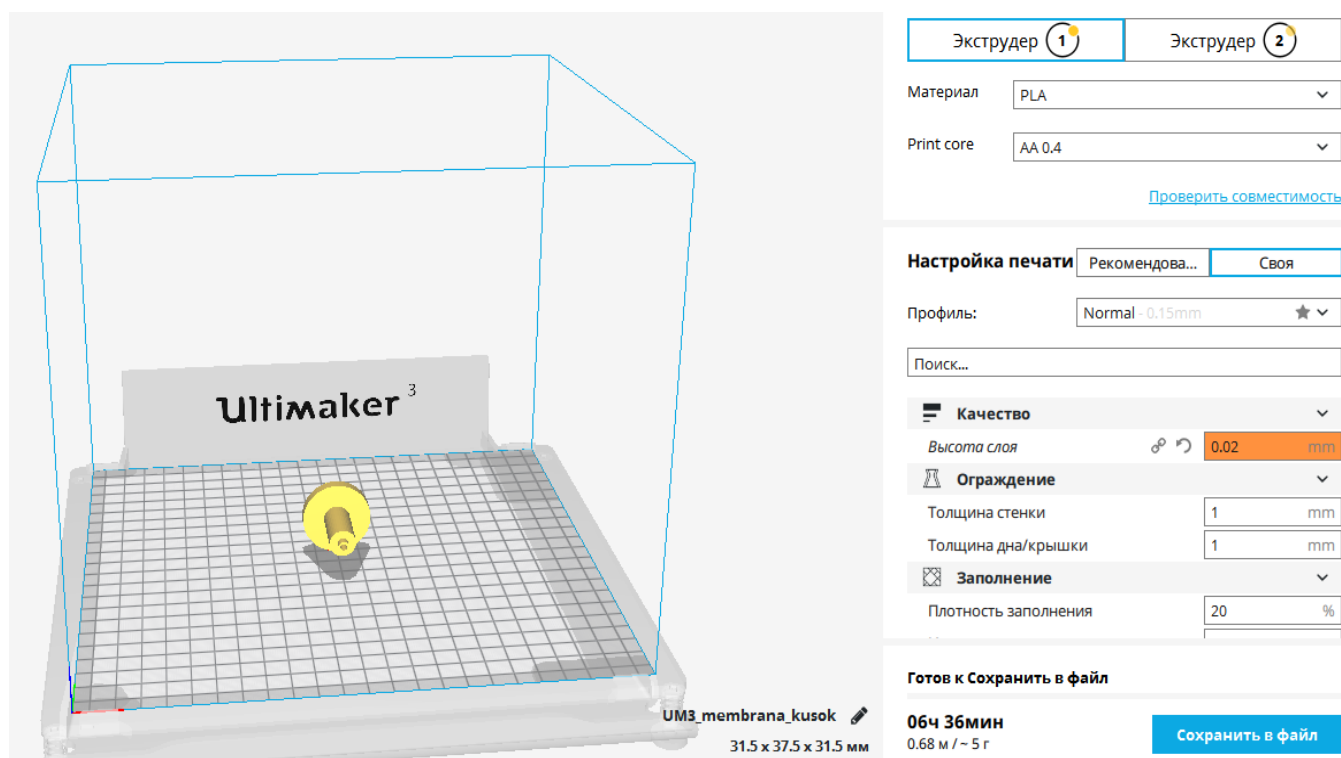 Ultimaker 3
UM3_membrana_kusok
31.5 x 37.5 x 31.5 мм
Экструдер 1 Экструдер 2
Материал PLA
Print core AA 0.4
Проверить совместимость
Настройка печати Рекомендова... Своя
Профиль: Normal - 0.15mm
Поиск...
Качество
Высота слоя 0.02 mm
Ограждение
Толщина стенки 1 mm
Толщина дна/крышки 1 mm
Заполнение
Плотность заполнения 20 %
Готов к Сохранить в файл
06ч 36мин
0.68 м / ~ 5 г
Сохранить в файл